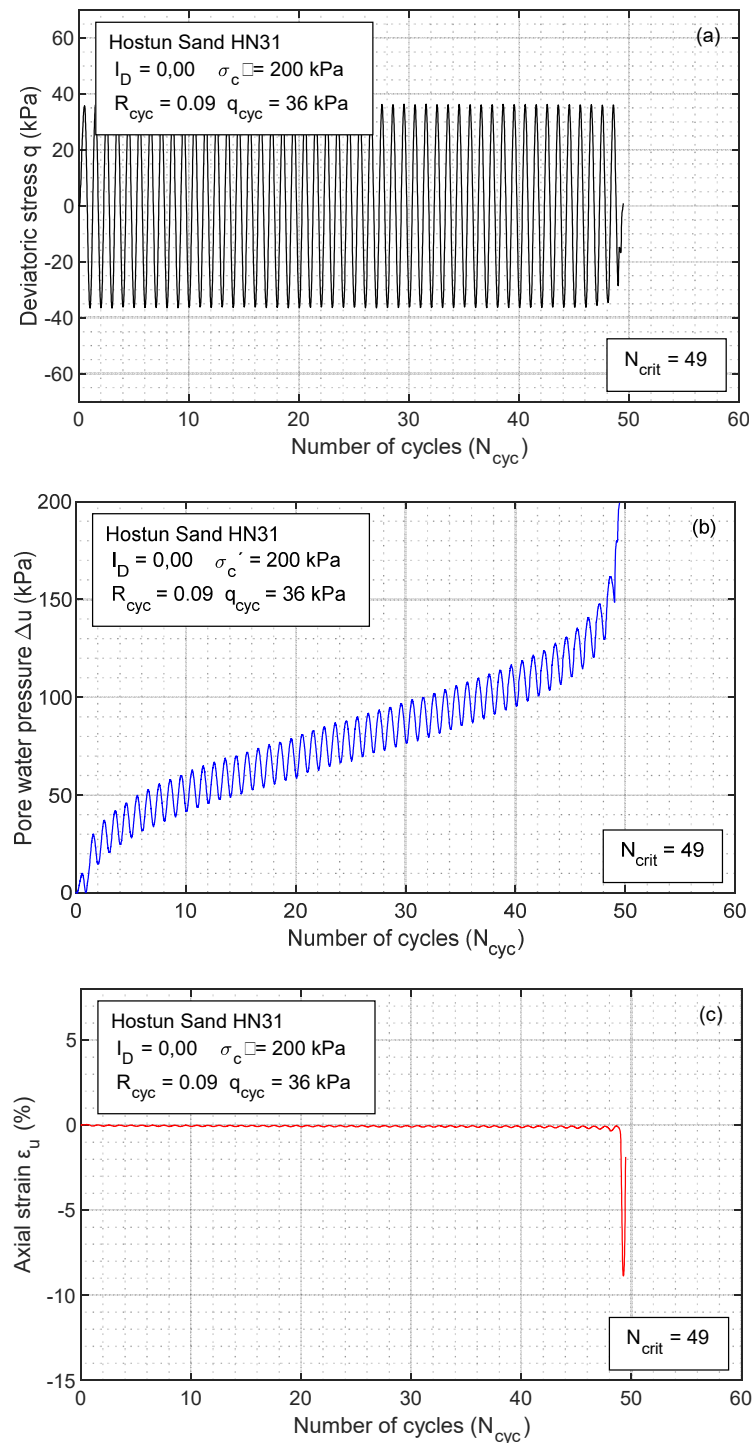 (a)
Hostun Sand HN31
I_D = 0,00 σ_c□= 200 kPa
R_cyc = 0.09 q_cyc = 36 kPa
Deviatoric stress q (kPa)
60
40
20
0
-20
-40
-60
N_crit = 49
0 10 20 30 40 50 60
Number of cycles (N_cyc)
(b)
Hostun Sand HN31
I_D = 0,00 σ_c´ = 200 kPa
R_cyc = 0.09 q_cyc = 36 kPa
Pore water pressure Δu (kPa)
200
150
100
50
0
N_crit = 49
0 10 20 30 40 50 60
Number of cycles (N_cyc)
(c)
Hostun Sand HN31
I_D = 0,00 σ_c□= 200 kPa
R_cyc = 0.09 q_cyc = 36 kPa
Axial strain ε_u (%)
5
0
-5
-10
-15
N_crit = 49
0 10 20 30 40 50 60
Number of cycles (N_cyc)